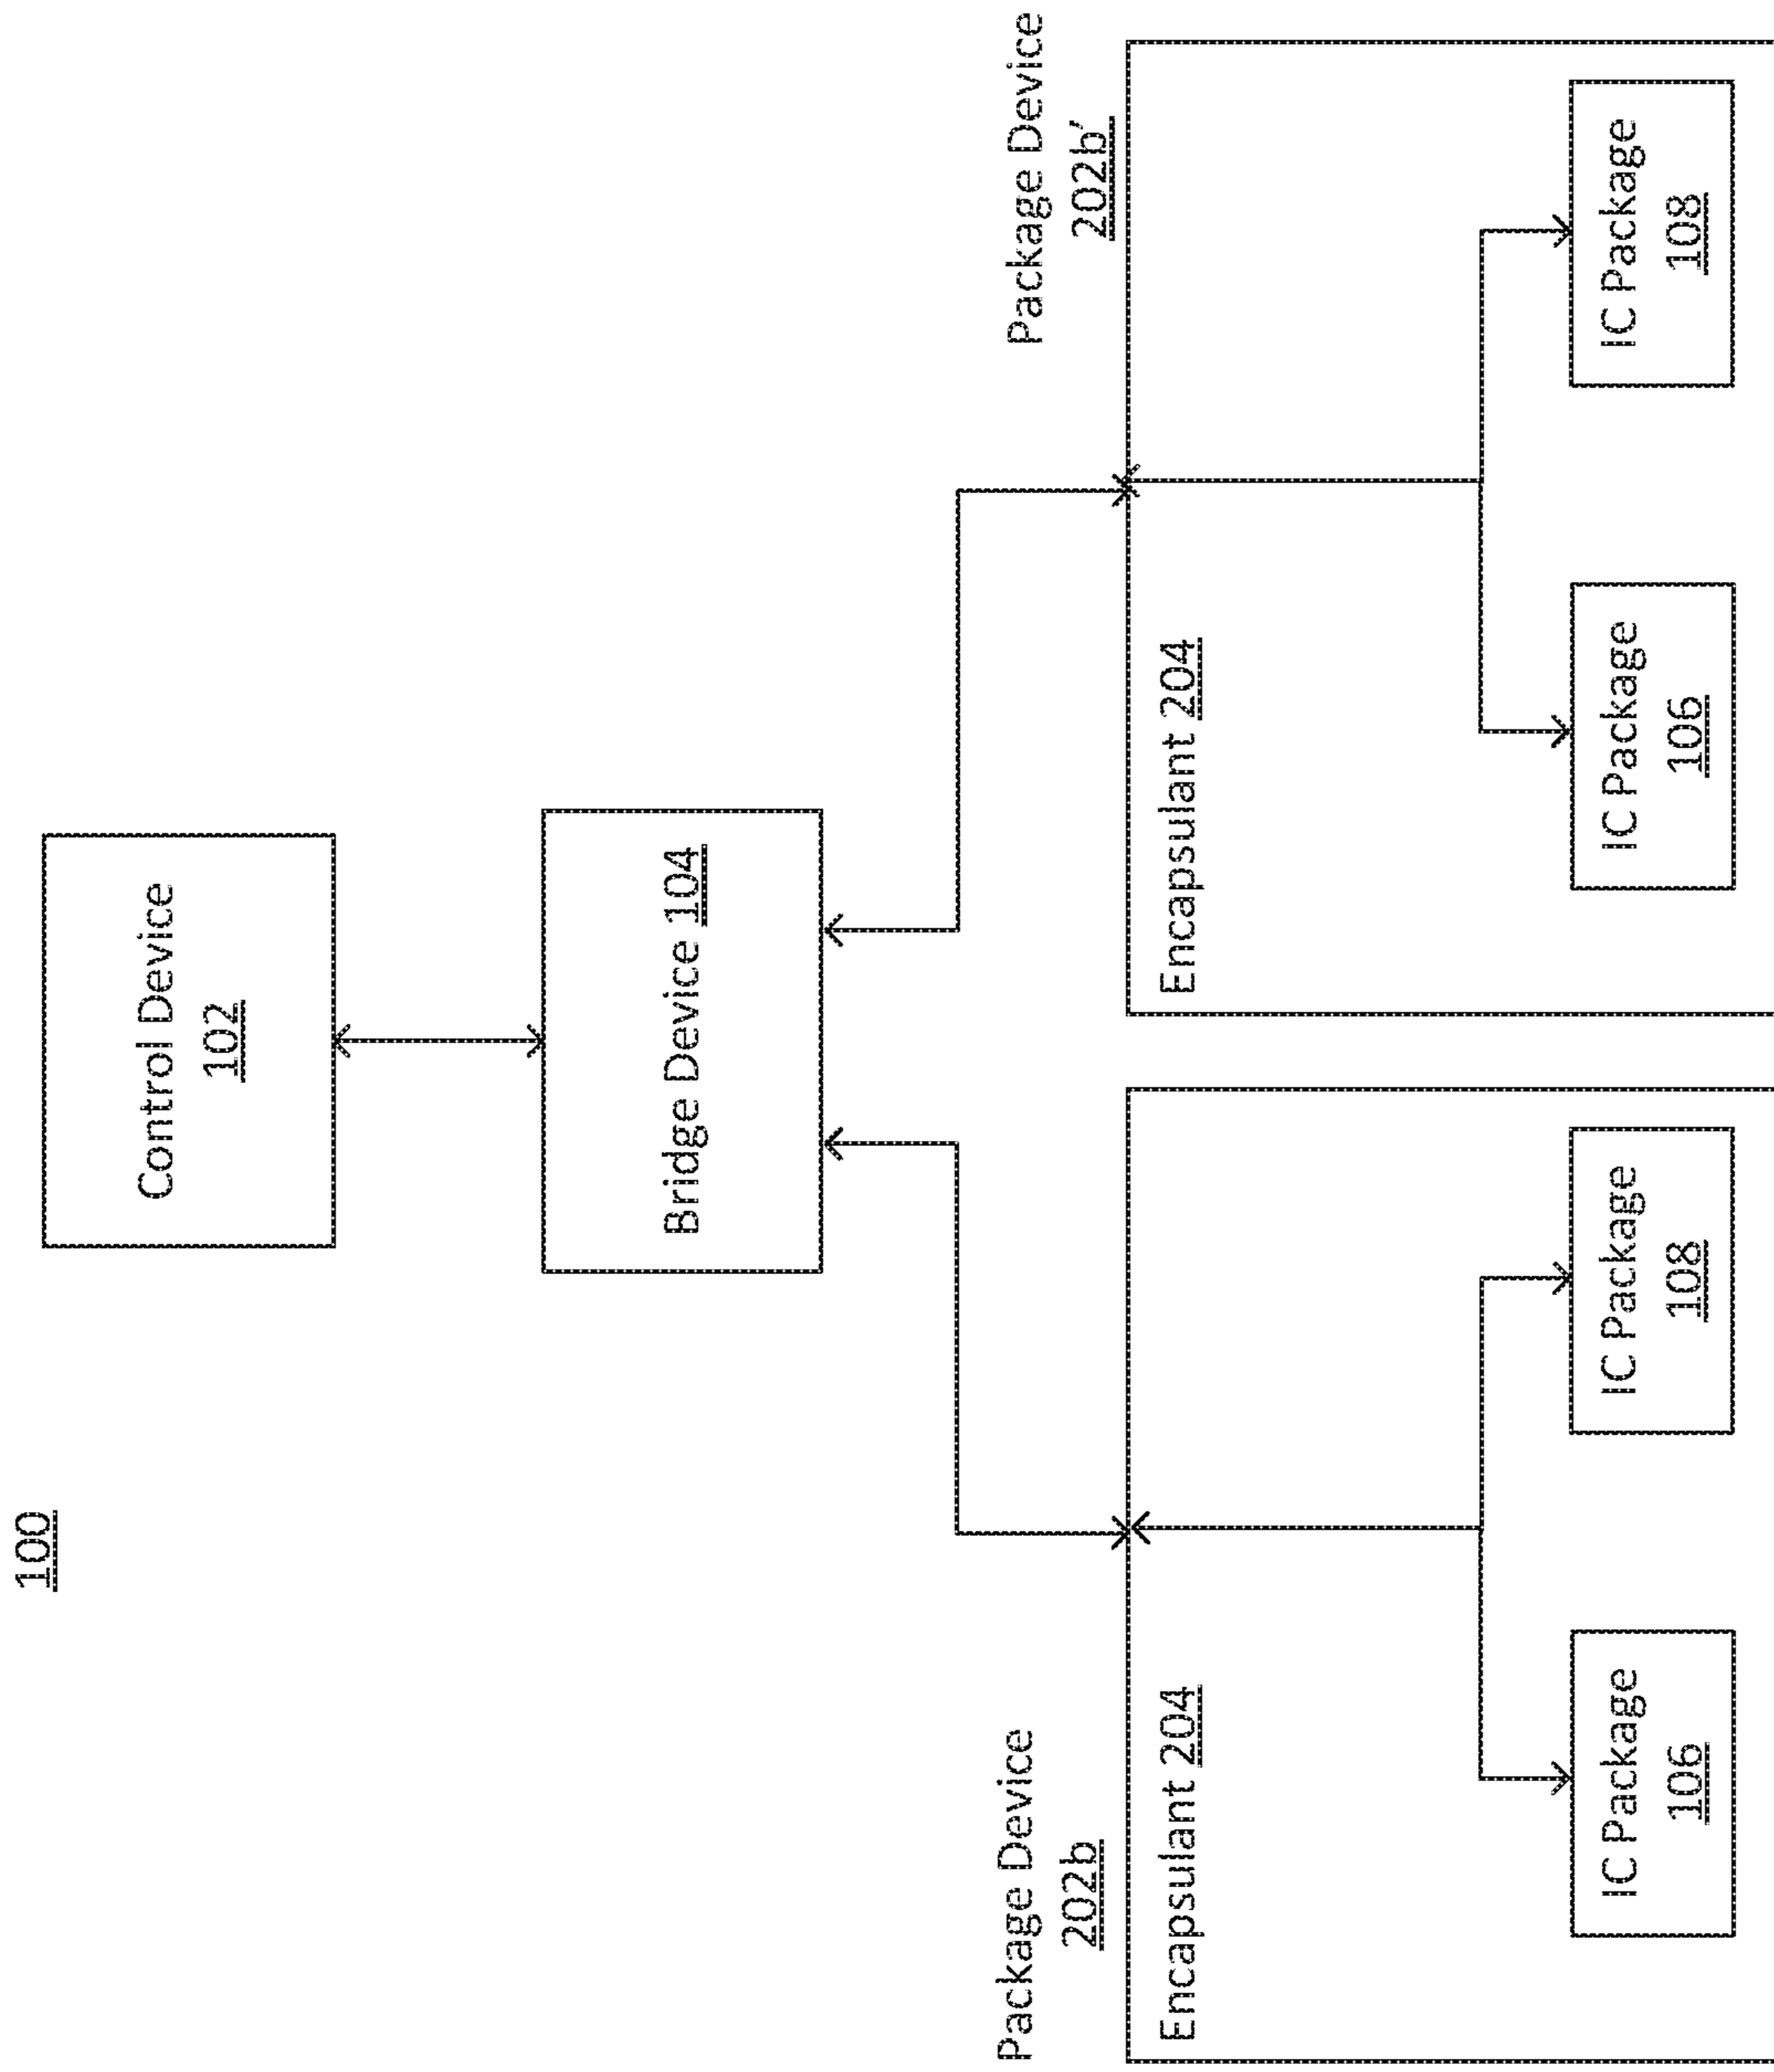 100
Control Device
102
Bridge Device 104
Package Device
202b
Package Device
202b’
Encapsulant 204
Encapsulant 204
IC Package
106
IC Package
108
IC Package
106
IC Package
108